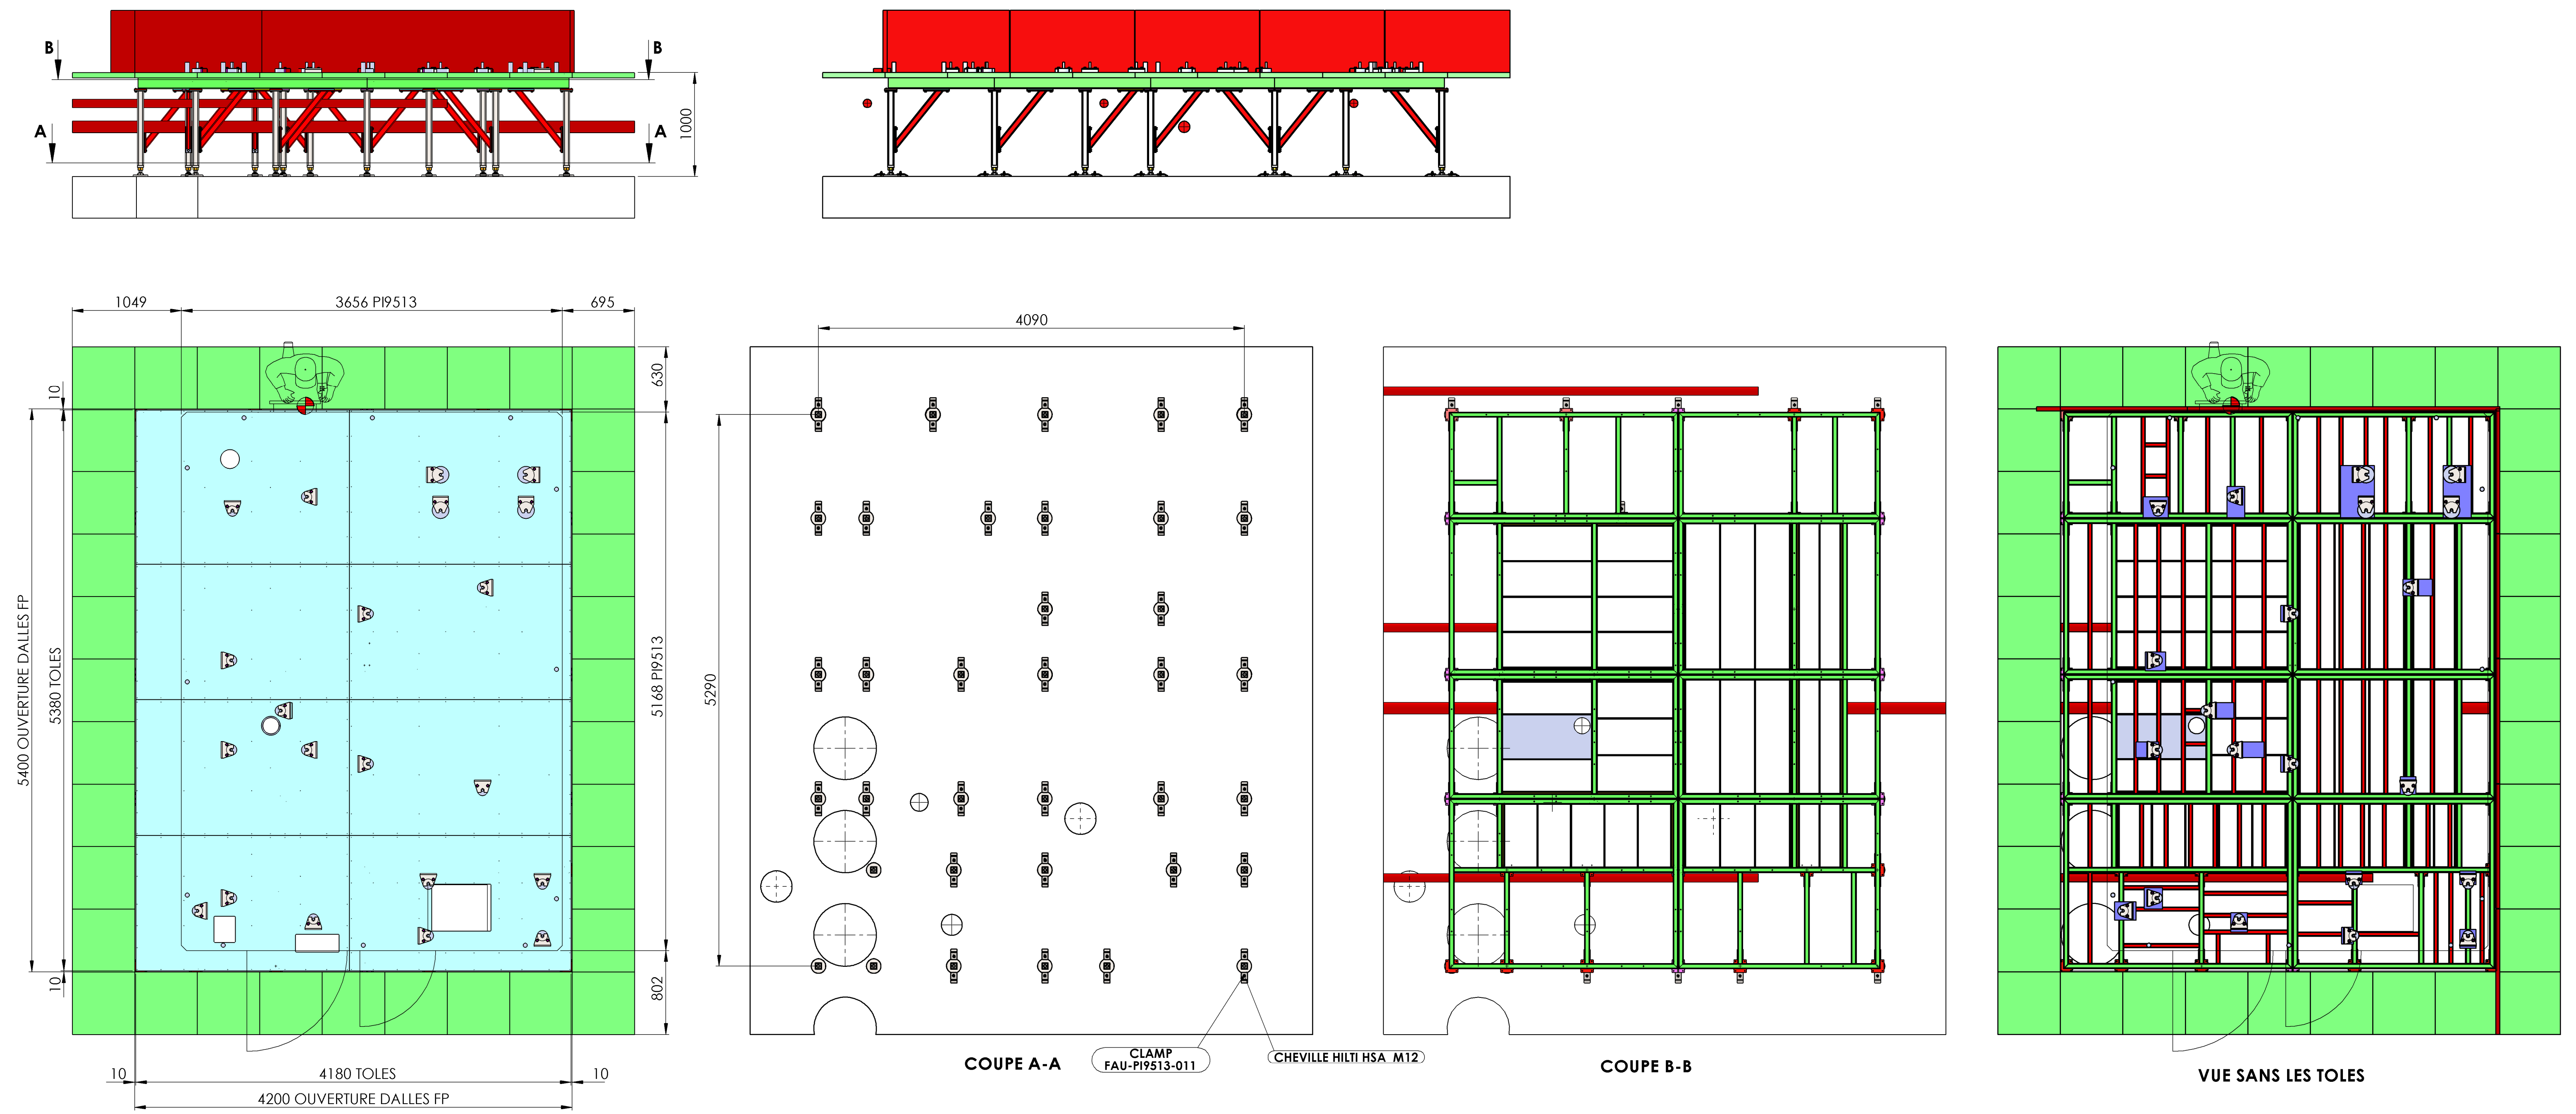 B
B
A
A
1000
1049
3656 PI9513
695
4090
10
630
5400 OUVERTURE DALLES FP
5380 TOLES
5168 PI9513
5290
10
802
10
4180 TOLES
10
4200 OUVERTURE DALLES FP
COUPE A-A
CLAMP
FAU-PI9513-011
CHEVILLE HILTI HSA M12
COUPE B-B
VUE SANS LES TOLES